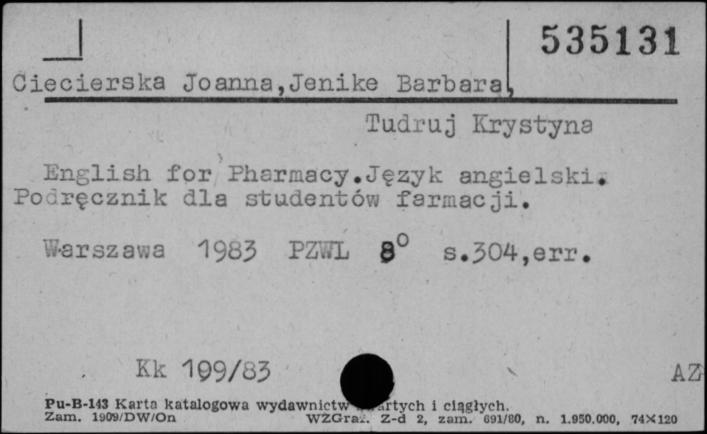 535131
Ciecierska Joanna,Jenike Barbara,
Tudruj Krystyna
English for Pharmacy.Język angielski.
Podręcznik dla studentów farmacji.
Warszawa 1983 PZWL 8° s.304,err.
Kk 199/83 AZ
Pu-B-143 Karta katalogowa wydawnictw zwartych i ciągłych.
Zam. 1909/DW/On WZGraf. Z-d 2, zam. 691/80, n. 1.950.000, 74×120